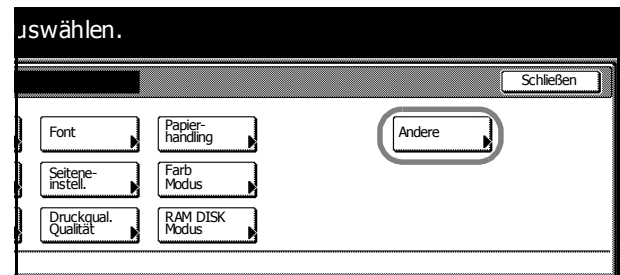 uswählen.
Schließen
Font
Papier-
handling
Andere
Seitene-
instell.
Farb
Modus
Druckqual.
Qualität
RAM DISK
Modus